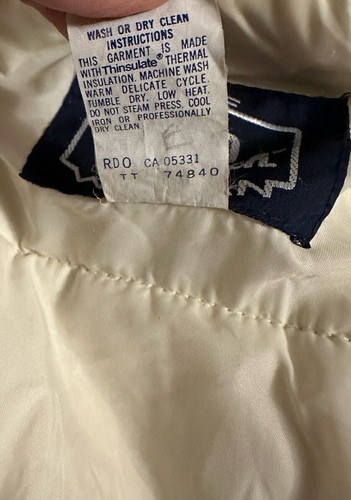 WASH OR DRY CLEAN
INSTRUCTIONS
THIS GARMENT IS MADE
WITH Thinsulate® THERMAL
INSULATION. MACHINE WASH
WARM DELICATE CYCLE.
TUMBLE DRY. LOW HEAT.
DO NOT STEAM PRESS. COOL
IRON OR PROFESSIONALLY
DRY CLEAN
RDO CA 05331
TT 74840